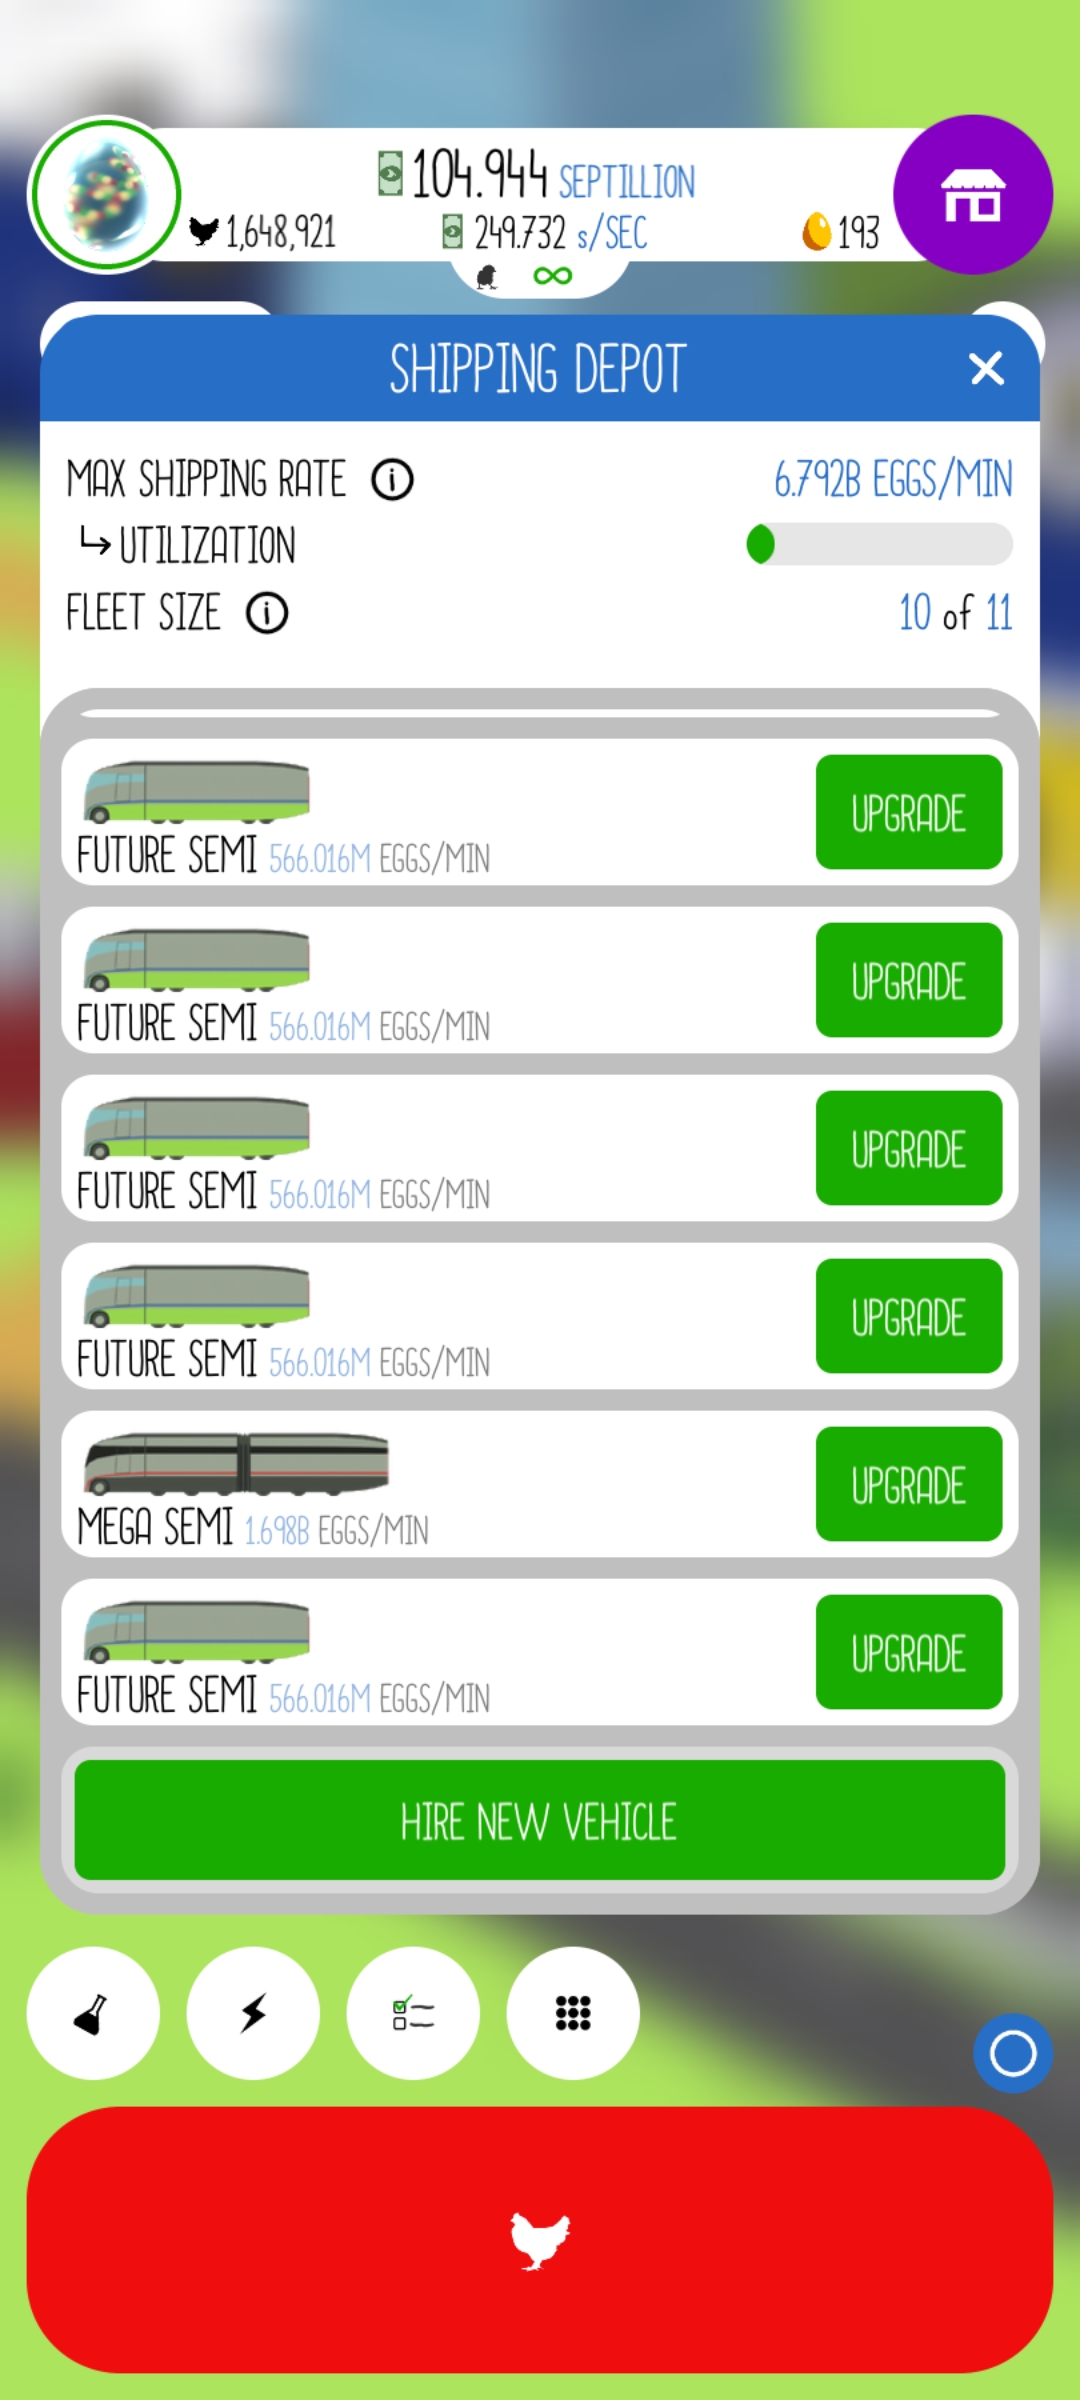 104.944 SEPTILLION
1,648,921 249.732 s/SEC 193
SHIPPING DEPOT
MAX SHIPPING RATE 6.792B EGGS/MIN
UTILIZATION
FLEET SIZE 10 of 11
UPGRADE
FUTURE SEMI 566.016M EGGS/MIN
UPGRADE
FUTURE SEMI 566.016M EGGS/MIN
UPGRADE
FUTURE SEMI 566.016M EGGS/MIN
UPGRADE
FUTURE SEMI 566.016M EGGS/MIN
UPGRADE
MEGA SEMI 1.698B EGGS/MIN
UPGRADE
FUTURE SEMI 566.016M EGGS/MIN
HIRE NEW VEHICLE